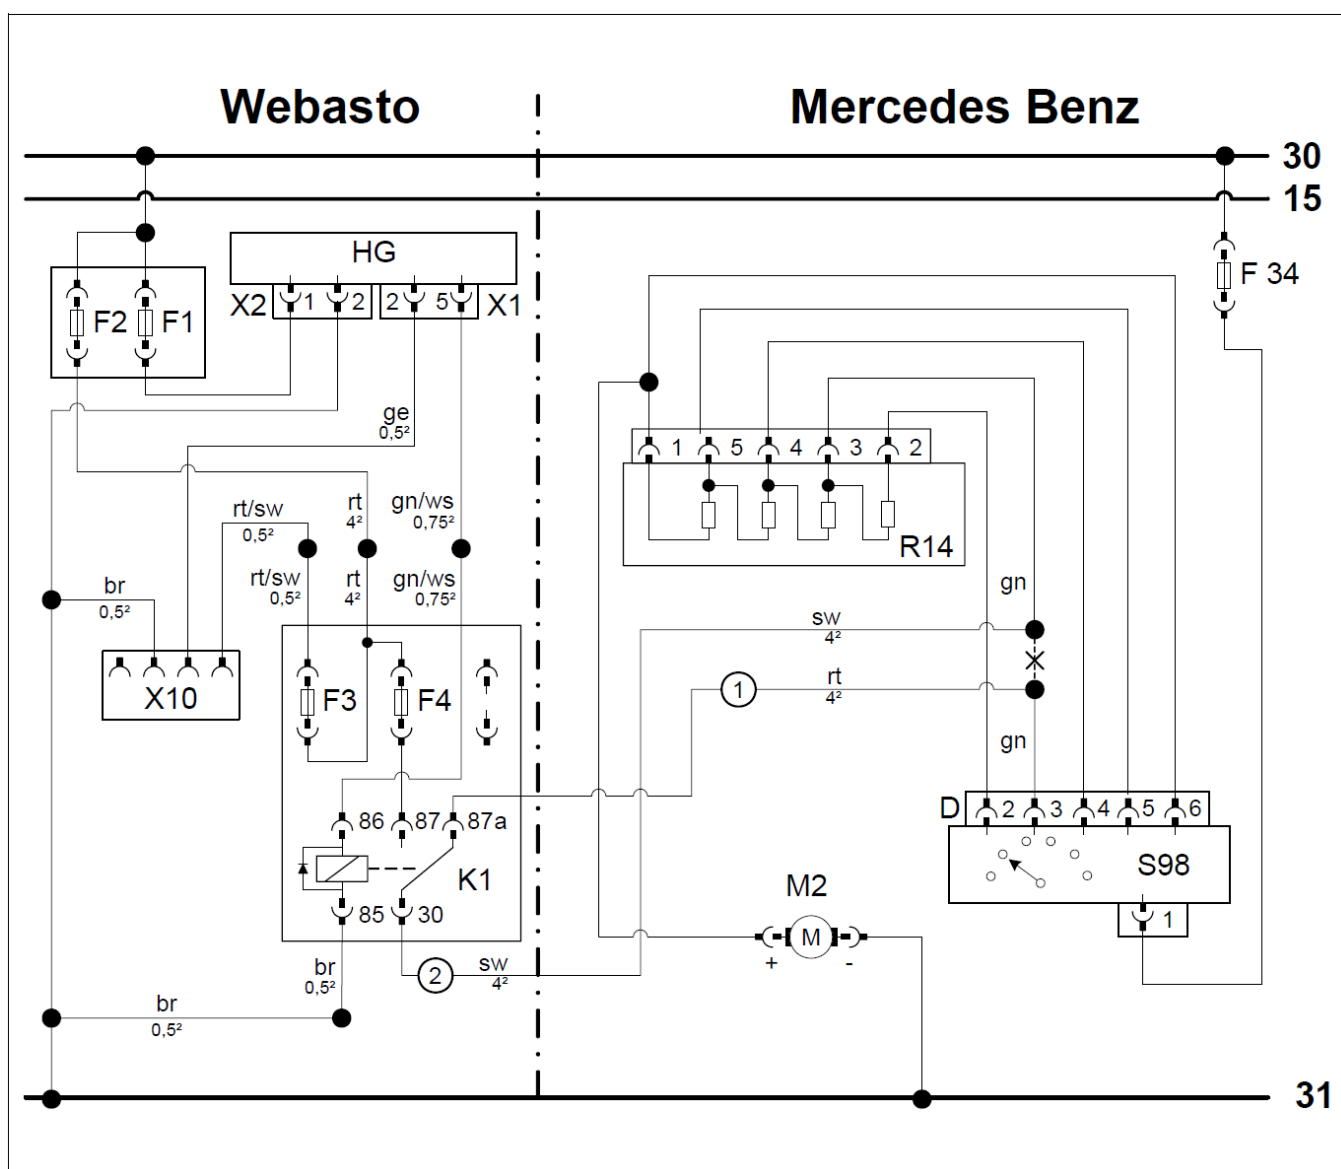 Webasto Mercedes Benz
30
15
HG
F 34
X2 1 2 2 5 X1
F2 F1
ge
0,5²
1 5 4 3 2
rt/sw
0,5²
rt
4²
gn/ws
0,75²
R14
rt/sw
0,5²
rt
4²
gn/ws
0,75²
br
0,5²
gn
sw
4²
X10
F3 F4
1
rt
4²
gn
D 2 3 4 5 6
86 87 87a
K1
S98
M2
85 30
1
M
+ -
br
0,5²
2
sw
4²
br
0,5²
31